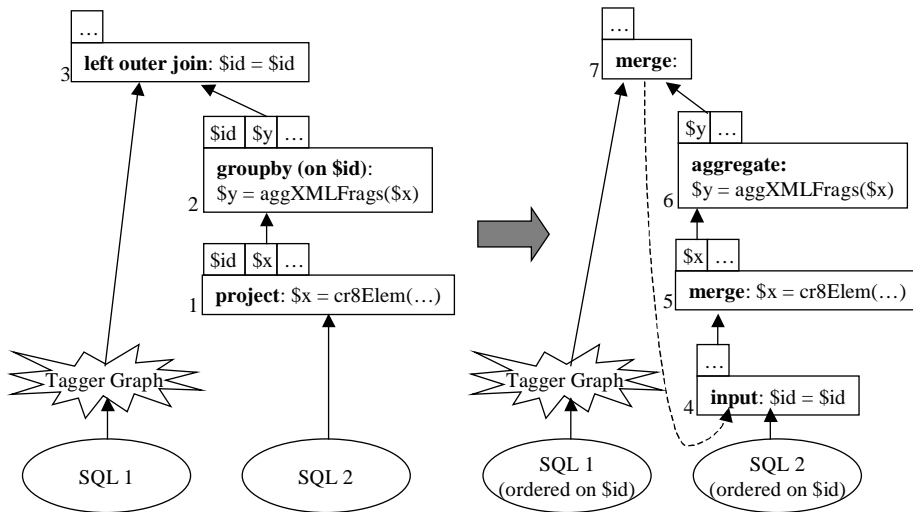 …
3 left outer join: $id = $id
$id $y …
groupby (on $id):
2 $y = aggXMLFrags($x)
$id $x …
1 project: $x = cr8Elem(…)
Tagger Graph
SQL 1
SQL 2
…
7 merge:
$y …
aggregate:
6 $y = aggXMLFrags($x)
$x …
5 merge: $x = cr8Elem(…)
…
4 input: $id = $id
Tagger Graph
SQL 1
(ordered on $id)
SQL 2
(ordered on $id)